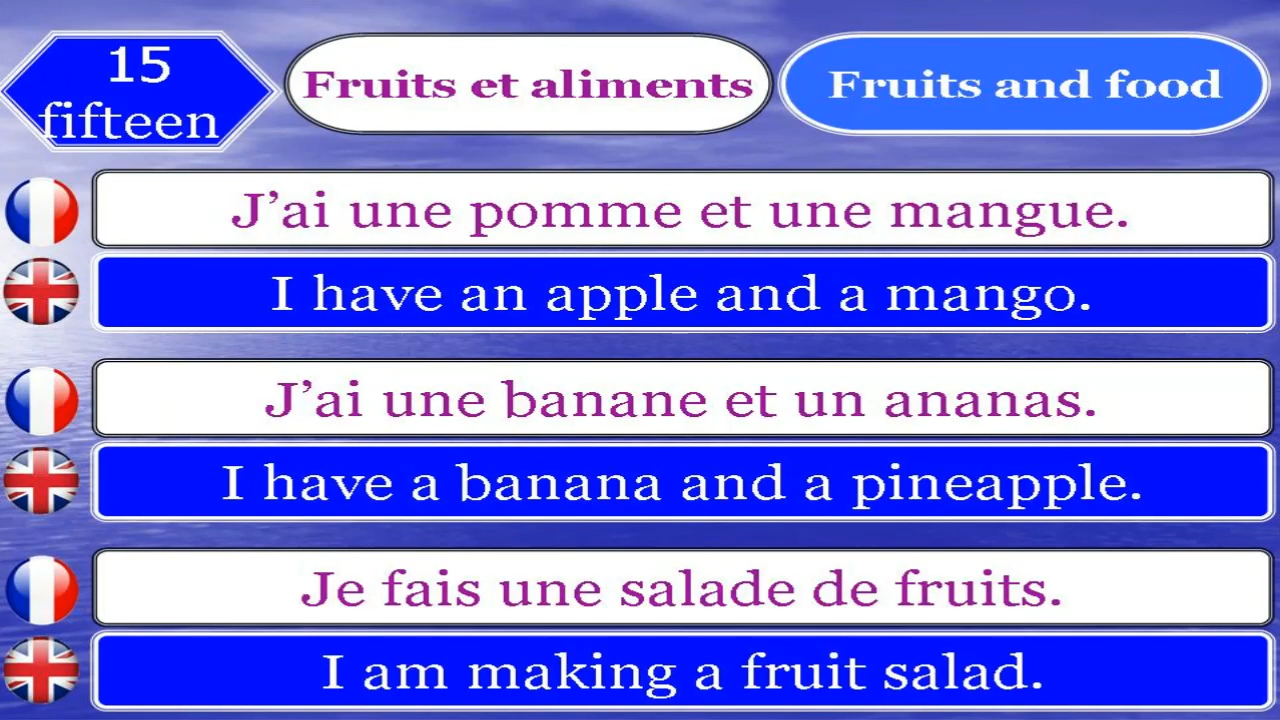 15
fifteen
Fruits et aliments
Fruits and food
J’ai une pomme et une mangue.
I have an apple and a mango.
J’ai une banane et un ananas.
I have a banana and a pineapple.
Je fais une salade de fruits.
I am making a fruit salad.